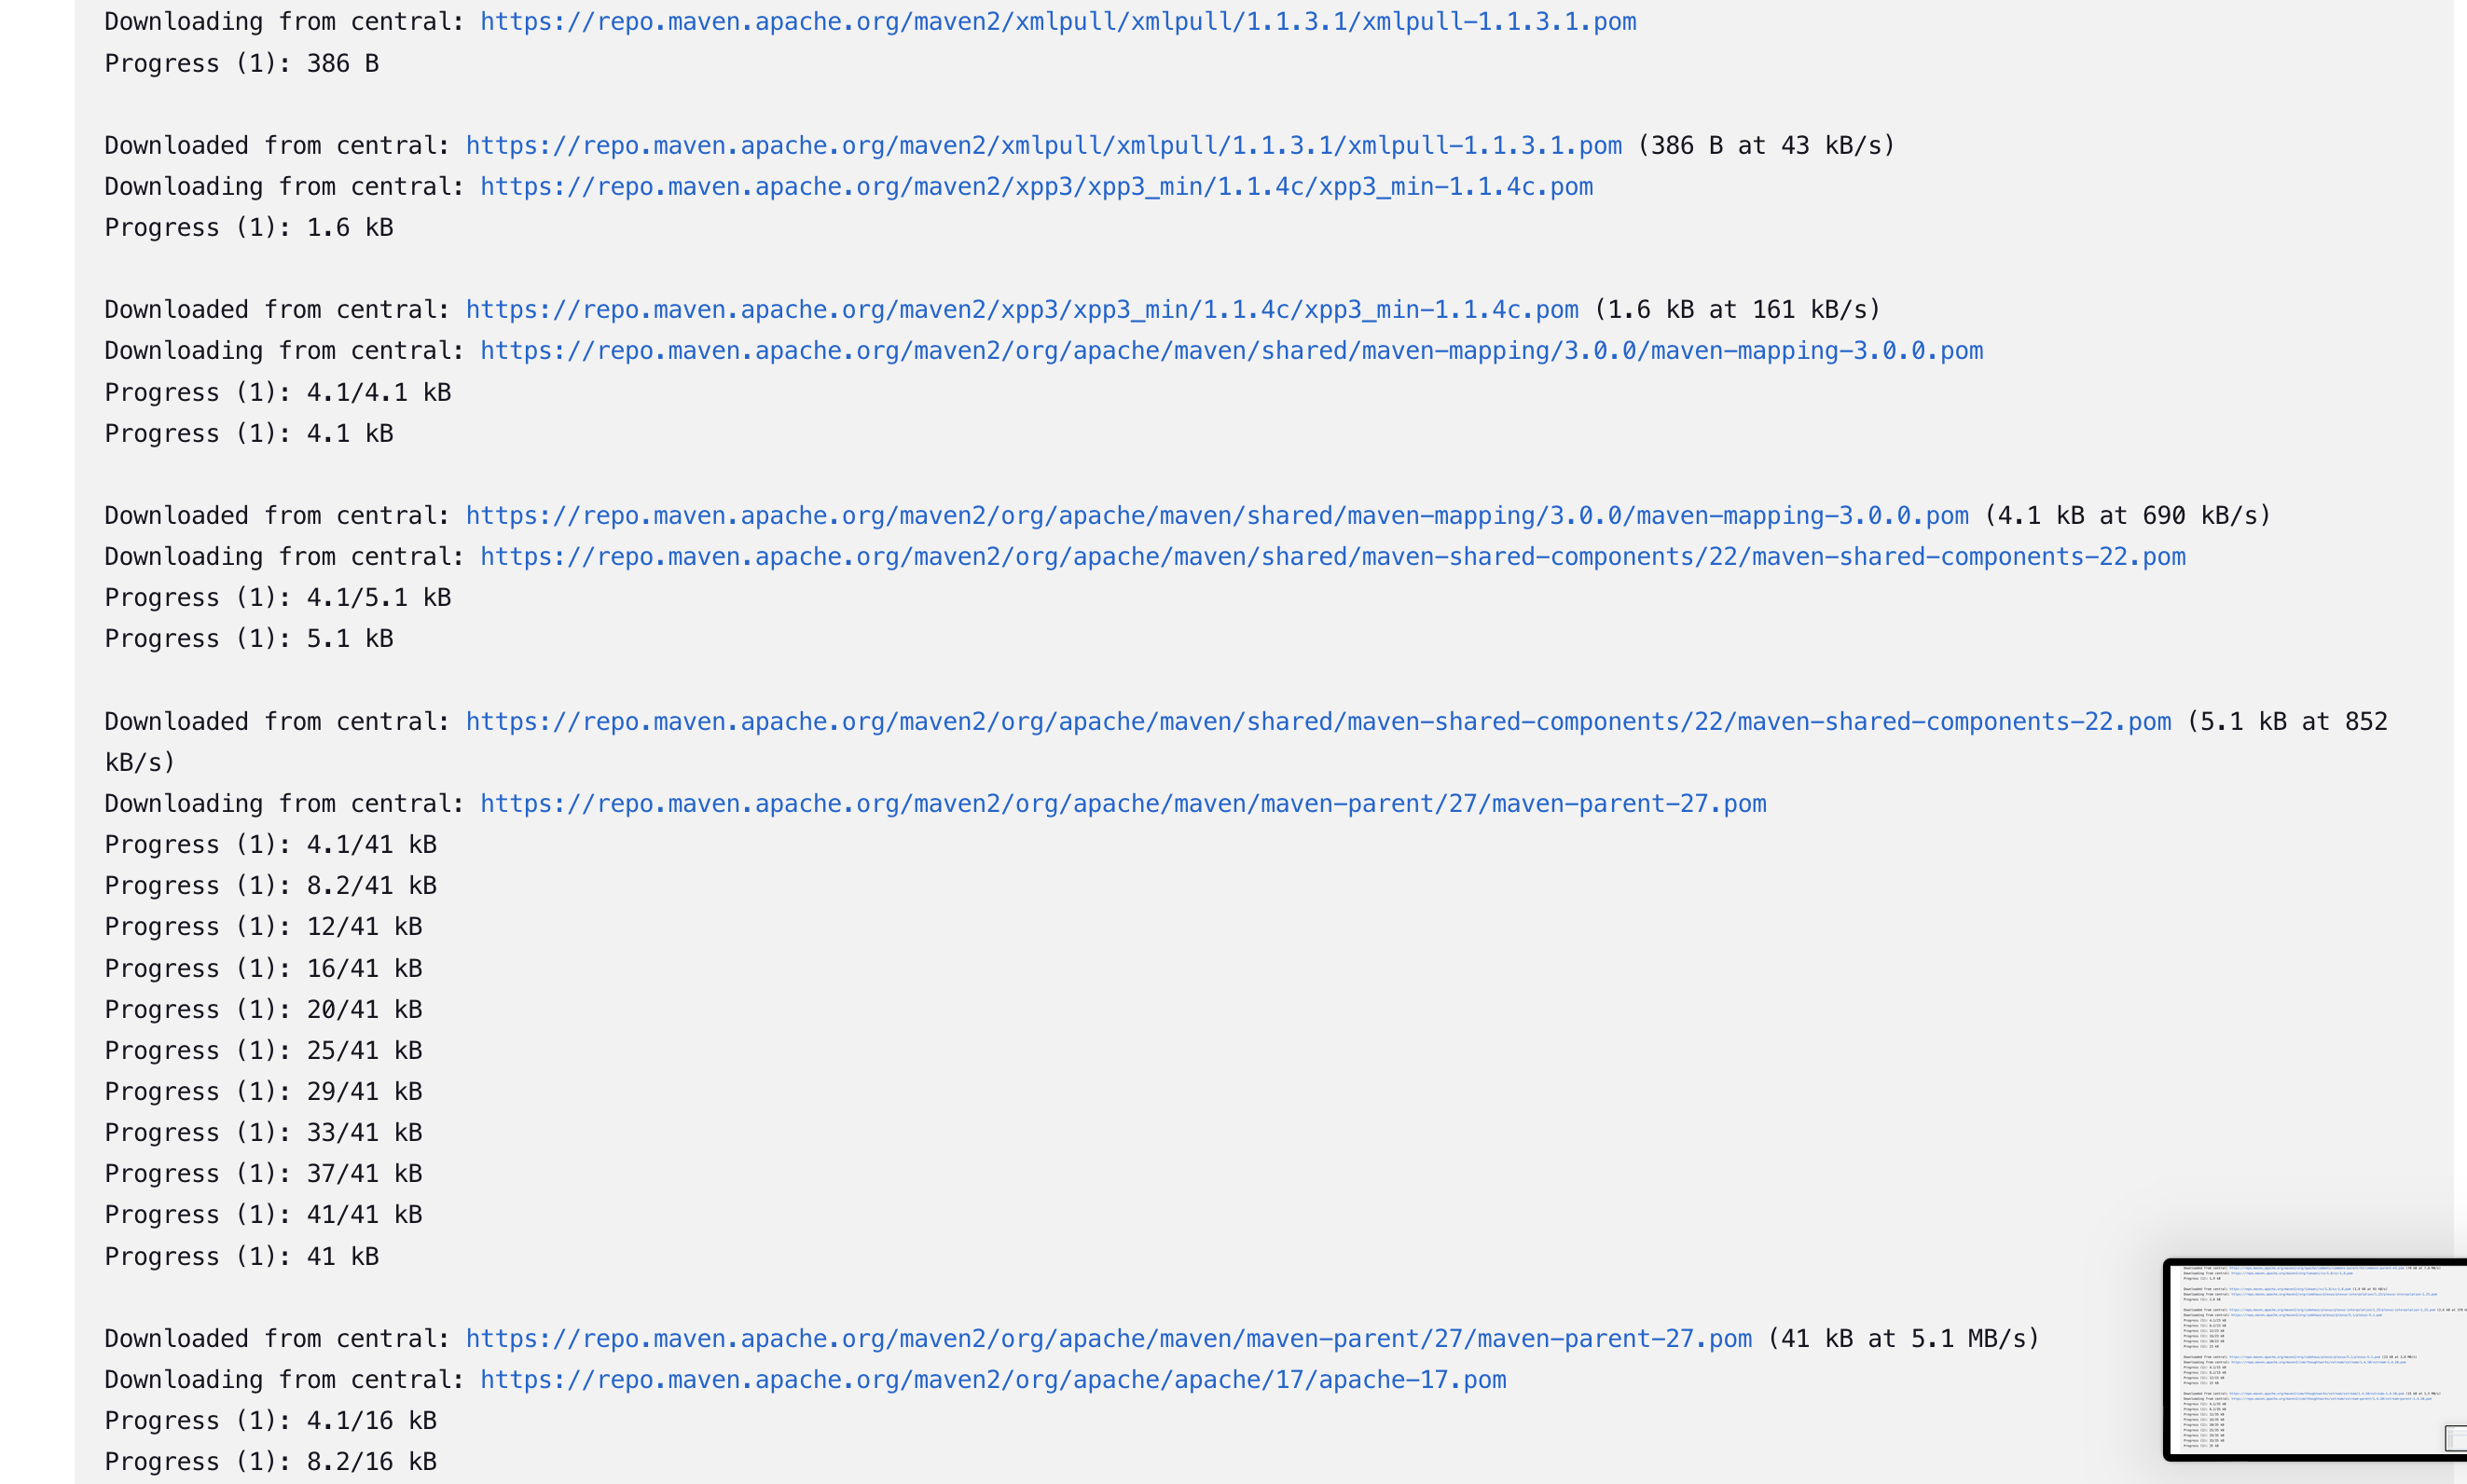 Downloading from central: https://repo.maven.apache.org/maven2/xmlpull/xmlpull/1.1.3.1/xmlpull-1.1.3.1.pom
Progress (1): 386 B
Downloaded from central: https://repo.maven.apache.org/maven2/xmlpull/xmlpull/1.1.3.1/xmlpull-1.1.3.1.pom (386 B at 43 kB/s)
Downloading from central: https://repo.maven.apache.org/maven2/xpp3/xpp3_min/1.1.4c/xpp3_min-1.1.4c.pom
Progress (1): 1.6 kB
Downloaded from central: https://repo.maven.apache.org/maven2/xpp3/xpp3_min/1.1.4c/xpp3_min-1.1.4c.pom (1.6 kB at 161 kB/s)
Downloading from central: https://repo.maven.apache.org/maven2/org/apache/maven/shared/maven-mapping/3.0.0/maven-mapping-3.0.0.pom
Progress (1): 4.1/4.1 kB
Progress (1): 4.1 kB
Downloaded from central: https://repo.maven.apache.org/maven2/org/apache/maven/shared/maven-mapping/3.0.0/maven-mapping-3.0.0.pom (4.1 kB at 690 kB/s)
Downloading from central: https://repo.maven.apache.org/maven2/org/apache/maven/shared/maven-shared-components/22/maven-shared-components-22.pom
Progress (1): 4.1/5.1 kB
Progress (1): 5.1 kB
Downloaded from central: https://repo.maven.apache.org/maven2/org/apache/maven/shared/maven-shared-components/22/maven-shared-components-22.pom (5.1 kB at 852
kB/s)
Downloading from central: https://repo.maven.apache.org/maven2/org/apache/maven/maven-parent/27/maven-parent-27.pom
Progress (1): 4.1/41 kB
Progress (1): 8.2/41 kB
Progress (1): 12/41 kB
Progress (1): 16/41 kB
Progress (1): 20/41 kB
Progress (1): 25/41 kB
Progress (1): 29/41 kB
Progress (1): 33/41 kB
Progress (1): 37/41 kB
Progress (1): 41/41 kB
Progress (1): 41 kB
Downloaded from central: https://repo.maven.apache.org/maven2/org/apache/maven/maven-parent/27/maven-parent-27.pom (41 kB at 5.1 MB/s)
Downloading from central: https://repo.maven.apache.org/maven2/org/apache/apache/17/apache-17.pom
Progress (1): 4.1/16 kB
Progress (1): 8.2/16 kB